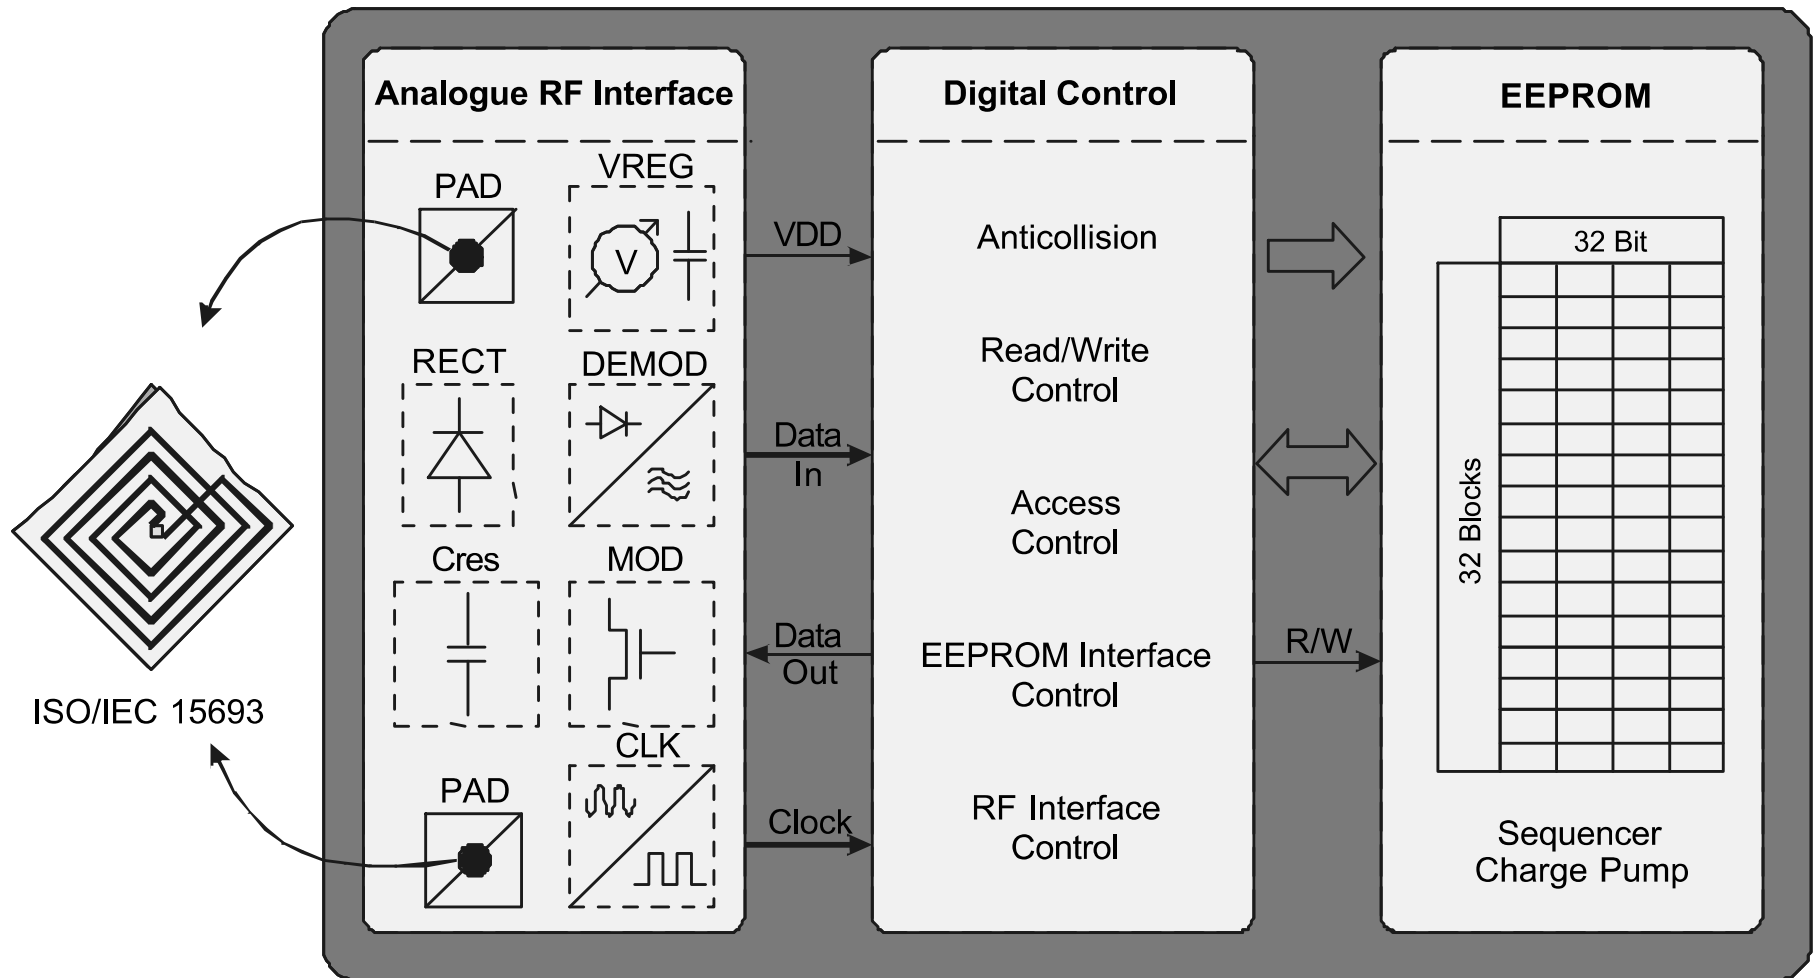 Analogue RF Interface
PAD
VREG
V
RECT
DEMOD
Cres
MOD
PAD
CLK
ISO/IEC 15693
VDD
Data
In
Data
Out
Clock
Digital Control
Anticollision
Read/Write
Control
Access
Control
EEPROM Interface
Control
RF Interface
Control
R/W
EEPROM
32 Bit
32 Blocks
Sequencer
Charge Pump